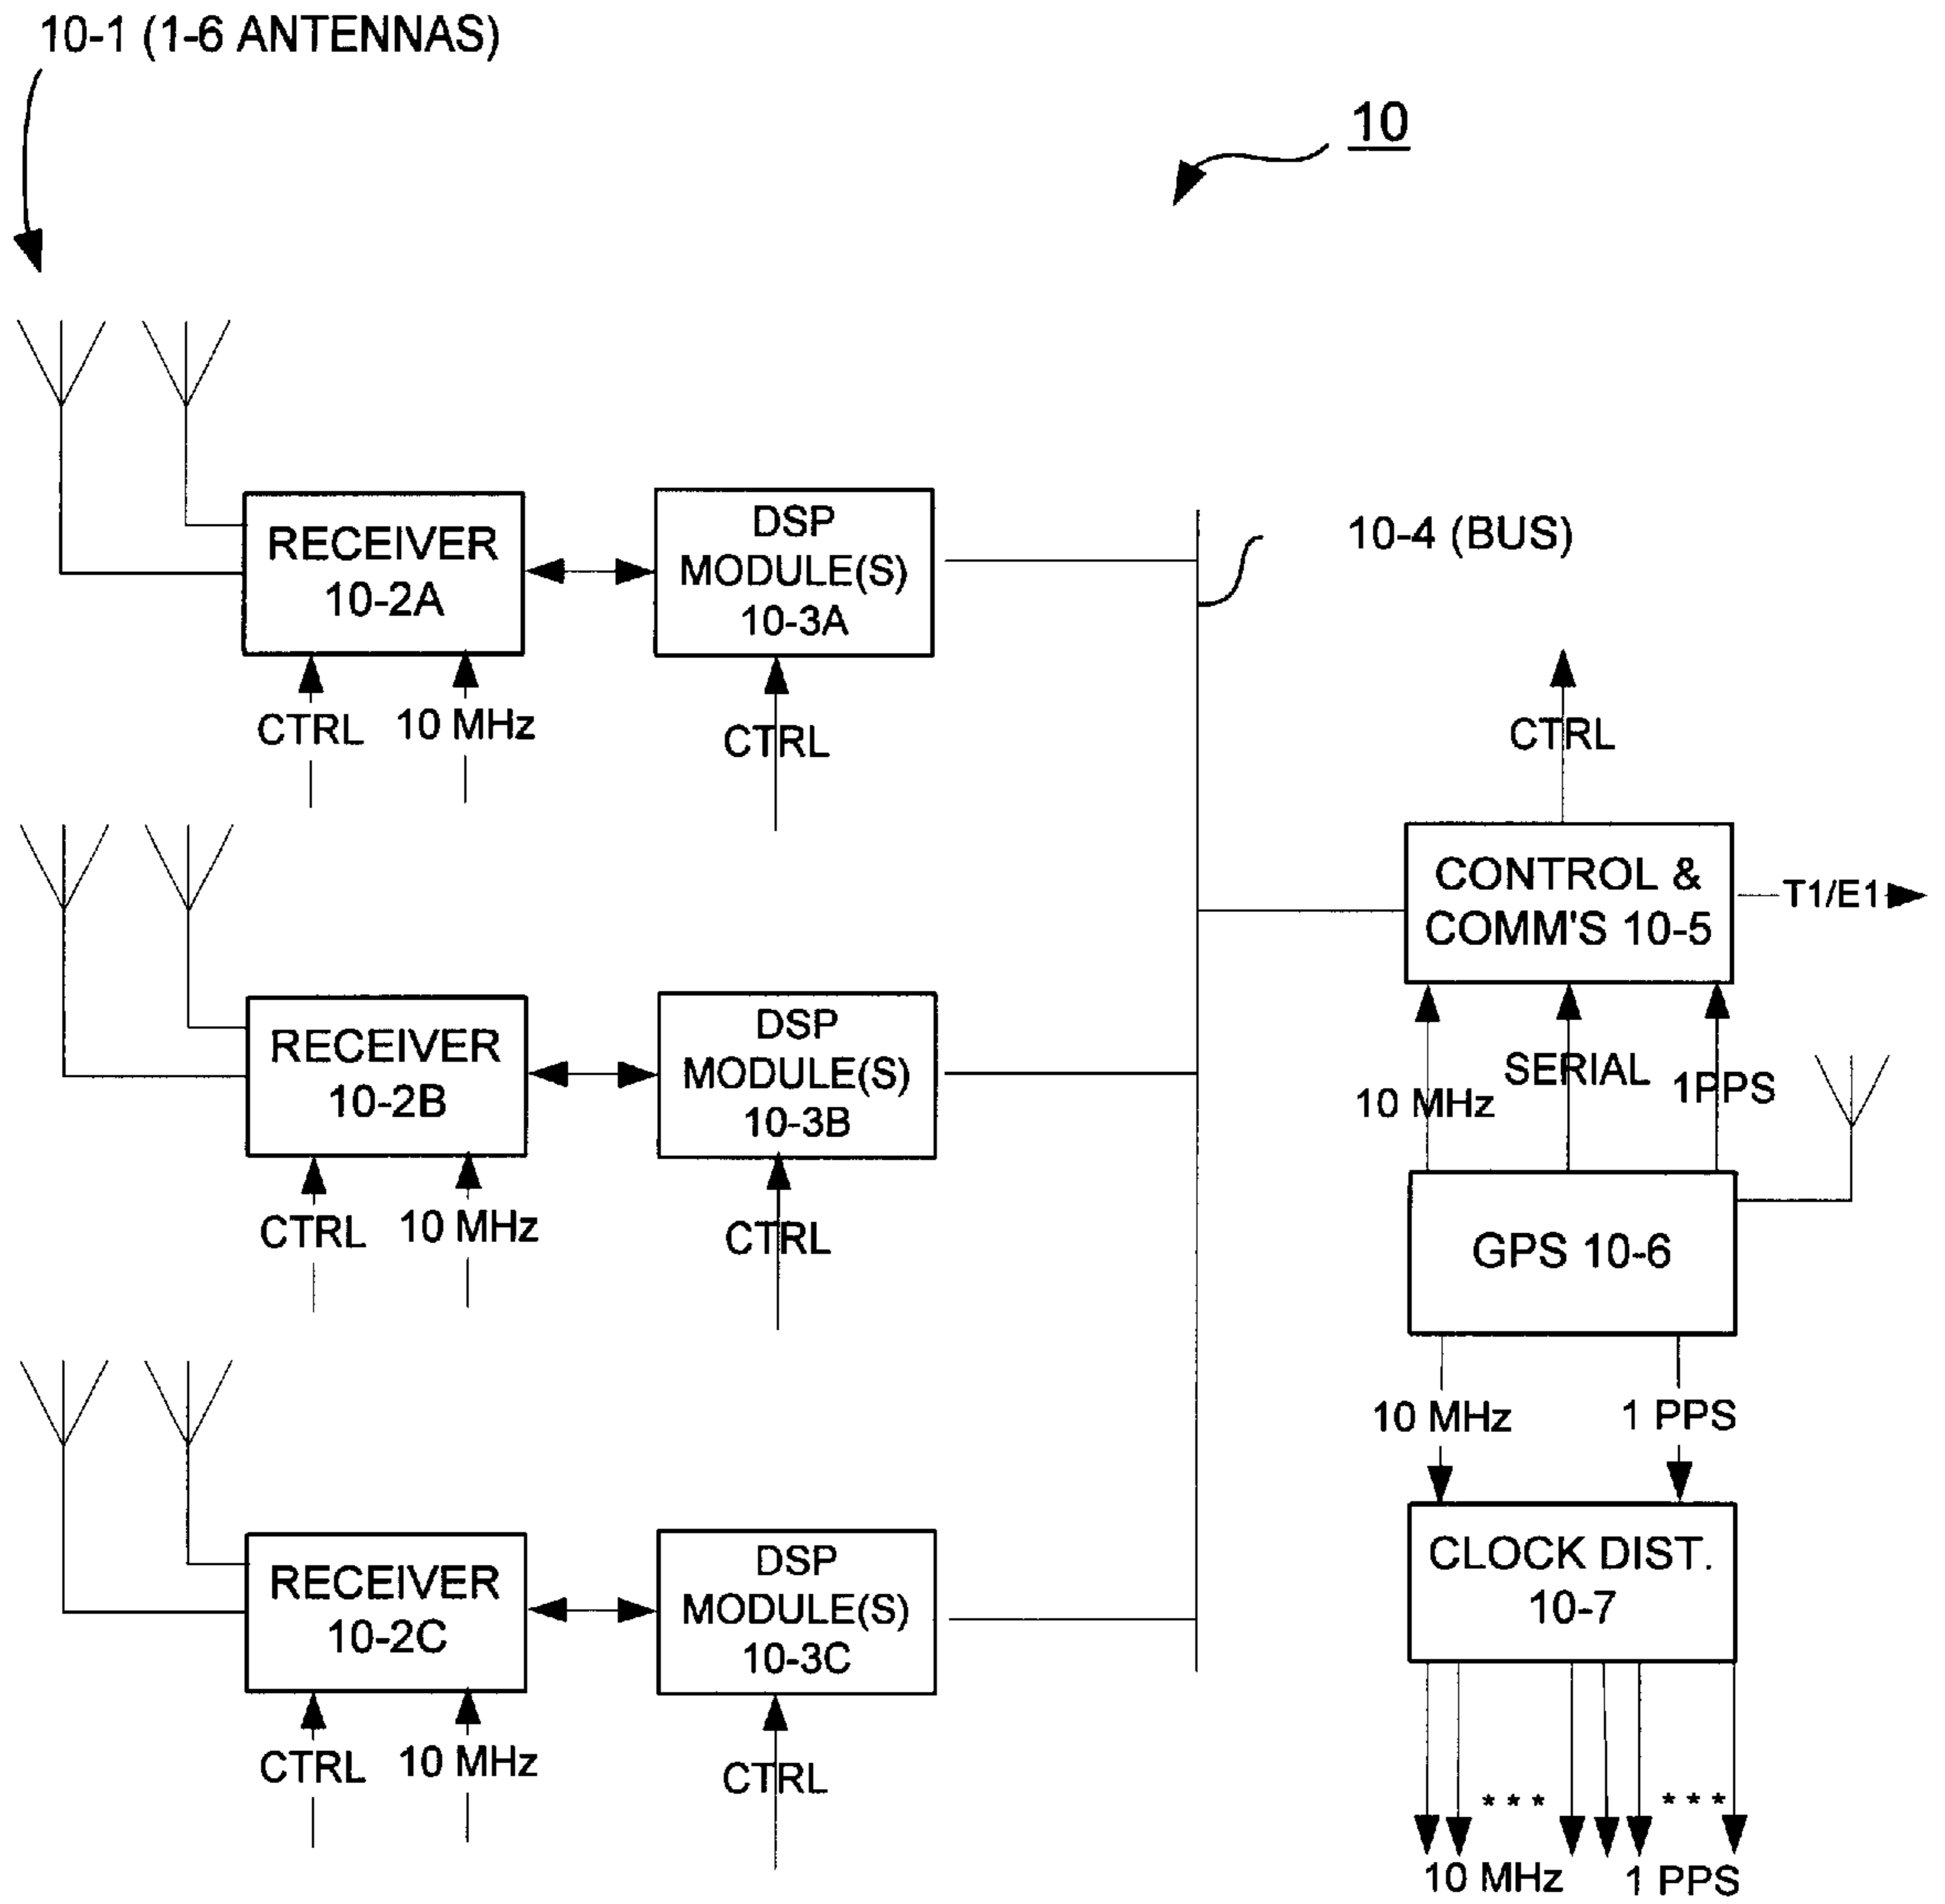 10-1 (1-6 ANTENNAS)
10
RECEIVER
10-2A
DSP
MODULE(S)
10-3A
10-4 (BUS)
CTRL
10 MHz
CTRL
CTRL
CONTROL &
COMM'S 10-5
T1/E1
RECEIVER
10-2B
DSP
MODULE(S)
10-3B
10 MHz
SERIAL
1PPS
CTRL
10 MHz
CTRL
GPS 10-6
10 MHz
1 PPS
RECEIVER
10-2C
DSP
MODULE(S)
10-3C
CLOCK DIST.
10-7
CTRL
10 MHz
CTRL
* * *
* * *
10 MHz
1 PPS